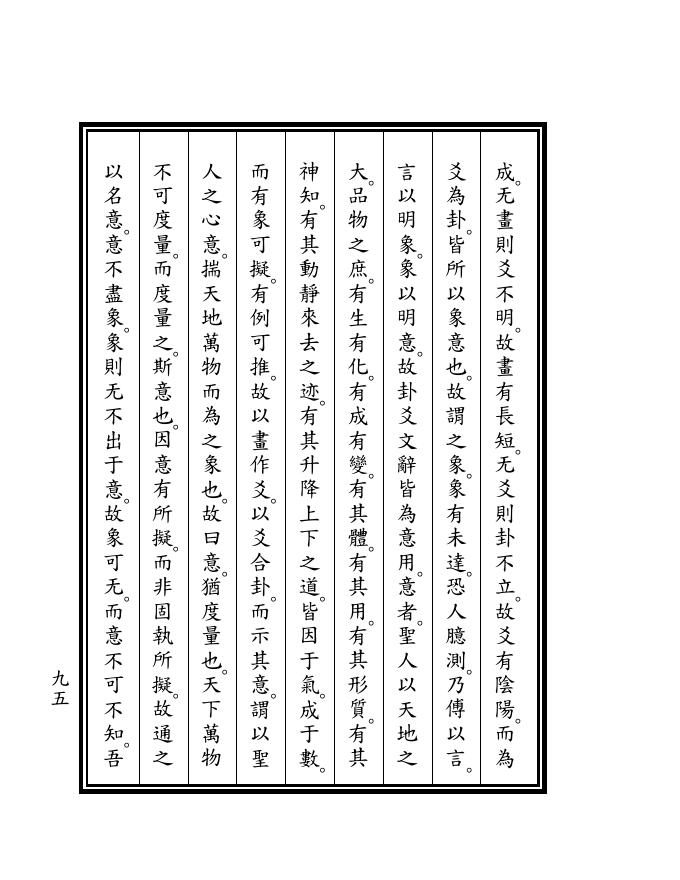 成。无畫則爻不明。故畫有長短。无爻則卦不立。故爻有陰陽。而為
爻為卦。皆所以象意也。故謂之象。象有未達。恐人臆測。乃傅以言。
言以明象。象以明意。故卦爻文辭皆為意用。意者。聖人以天地之
大。品物之庶。有生有化。有成有變。有其體。有其用。有其形質。有其
神知。有其動靜來去之迹。有其升降上下之道。皆因于氣。成于數。
而有象可擬。有例可推。故以畫作爻。以爻合卦。而示其意。謂以聖
人之心意。揣天地萬物而為之象也。故曰意。猶度量也。天下萬物
不可度量。而度量之。斯意也。因意有所擬。而非固執所擬。故通之
以名意。意不盡象。象則无不出于意。故象可无。而意不可不知。吾
九五